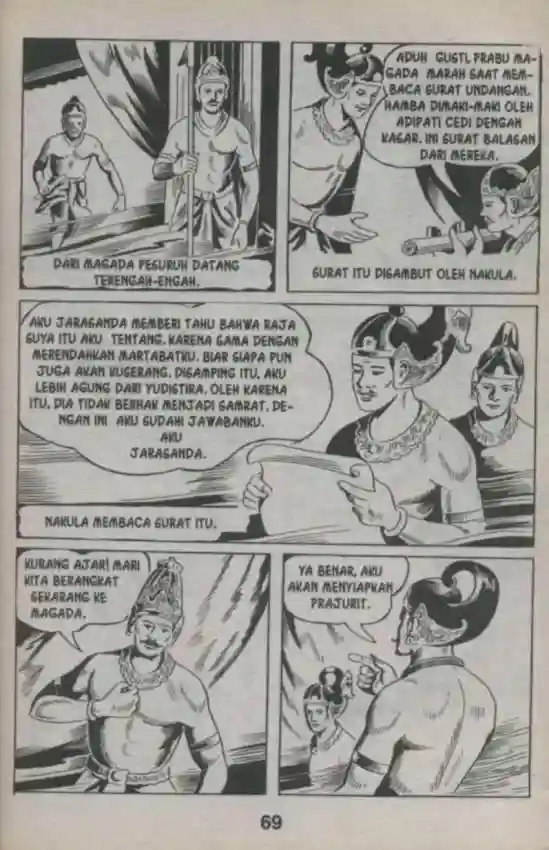 DARI MAGADA PESURUH DATANG
TERENGAH-ENGAH.
ADUH GUSTI, PRABU MA-
GADA MARAH SAAT MEM-
BACA SURAT UNDANGAN.
HAMBA DIMAKI-MAKI OLEH
ADIPATI CEDI DENGAN
KASAR. INI SURAT BALASAN
DARI MEREKA.
SURAT ITU DISAMBUT OLEH NAKULA.
AKU JARASANDA MEMBERI TAHU BAHWA RAJA
SUYA ITU AKU TENTANG. KARENA SAMA DENGAN
MERENDAHKAN MARTABATKU. BIAR SIAPA PUN
JUGA AKAN KUSERANG. DISAMPING ITU, AKU
LEBIH AGUNG DARI YUDISTIRA. OLEH KARENA
ITU, DIA TIDAK BERHAK MENJADI SAMRAT. DE-
NGAN INI AKU SUDAHI JAWABANKU.
AKU
JARASANDA.
NAKULA MEMBACA SURAT ITU.
KURANG AJAR! MARI
KITA BERANGKAT
SEKARANG KE
MAGADA.
YA BENAR, AKU
AKAN MENYIAPKAN
PRAJURIT.
69